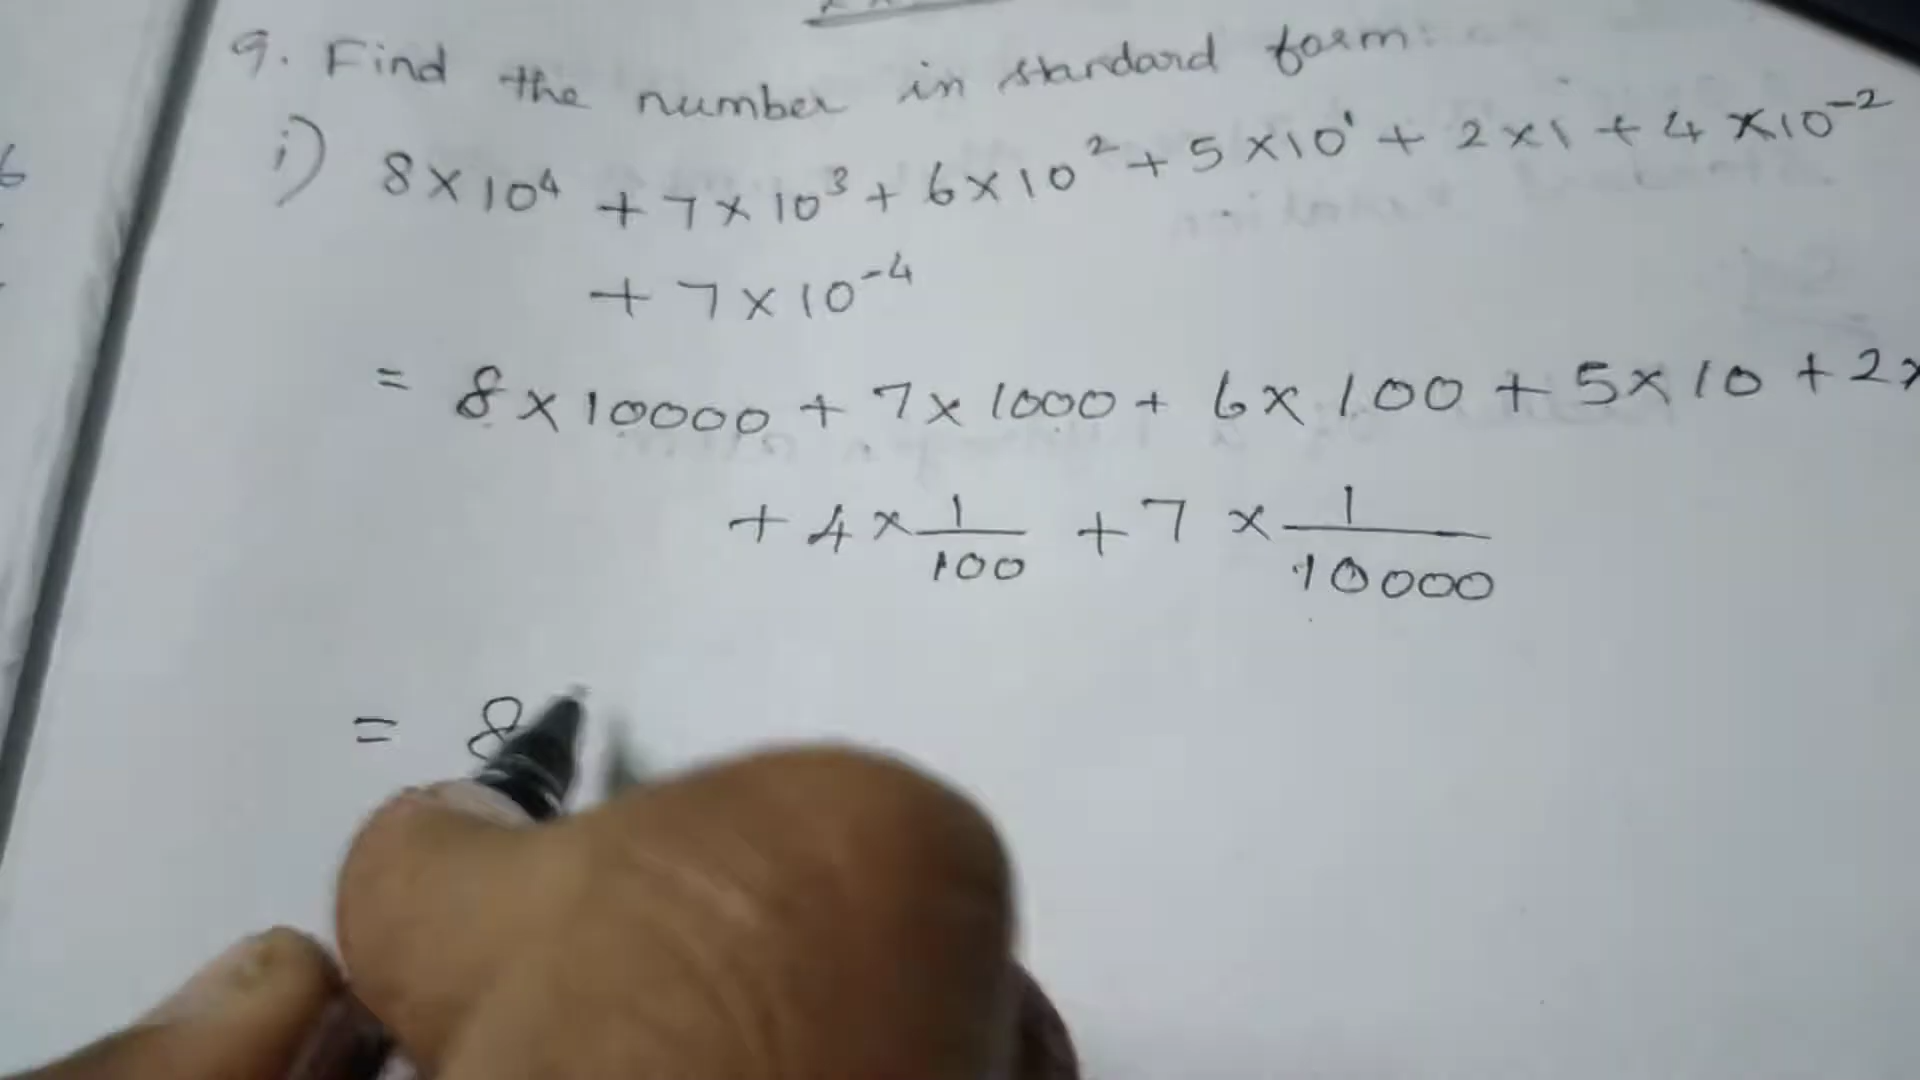 9. Find the number in standard form:
i) 8 × 10⁴ + 7 × 10³ + 6 × 10² + 5 × 10¹ + 2 × 1 + 4 × 10⁻²
+ 7 × 10⁻⁴
= 8 × 10000 + 7 × 1000 + 6 × 100 + 5 × 10 + 2 ×
+ 4 × 1/100 + 7 × 1/10000
= 8
6